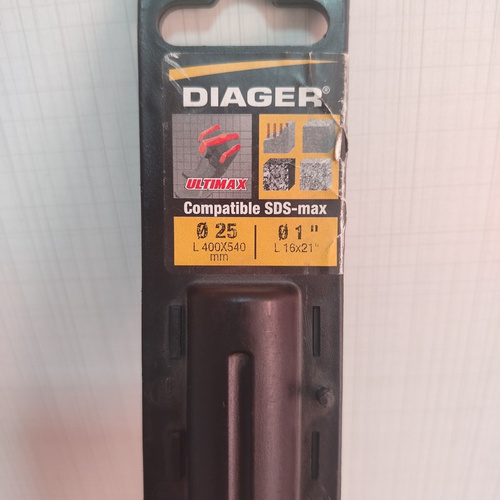 DIAGER®
ULTIMAX
Compatible SDS-max
Ø 25
L 400X540
mm
Ø 1"
L 16x21"